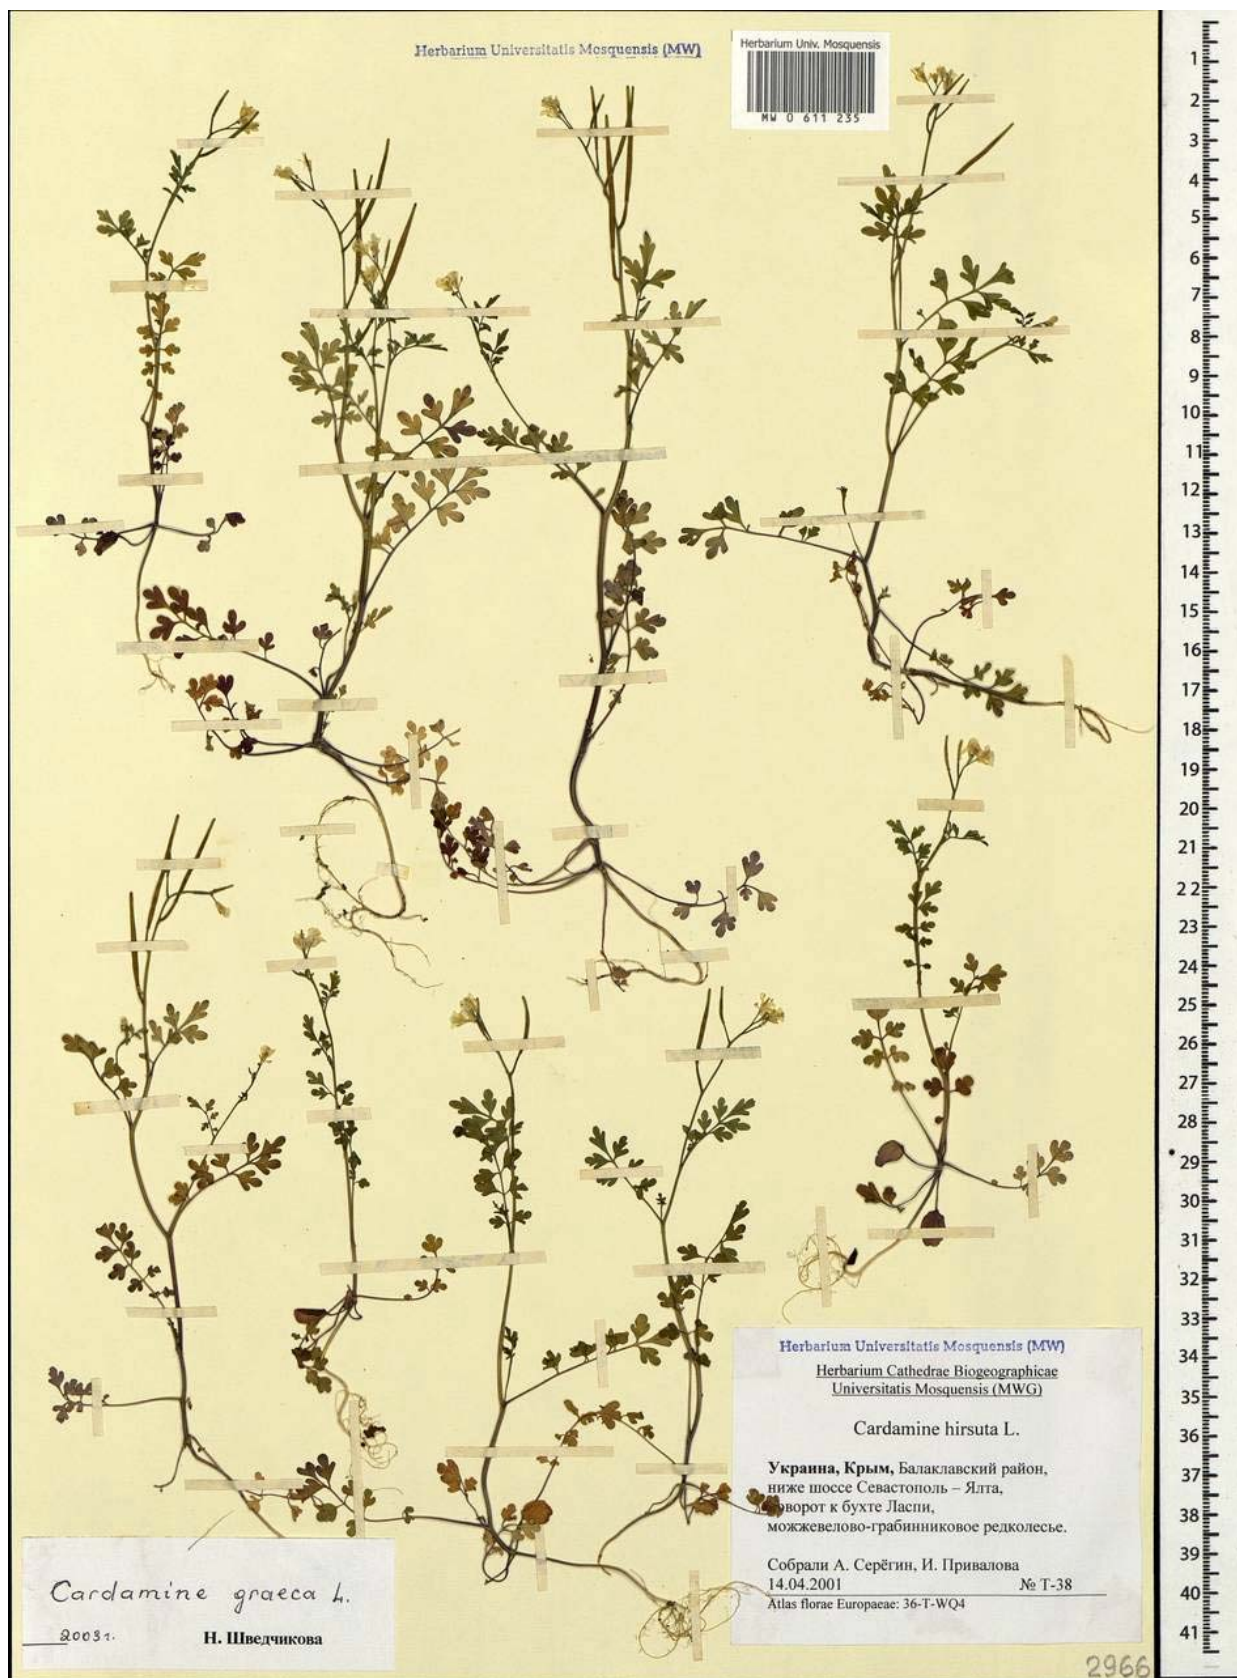 Herbarium Universitatis Mosquensis (MW)
Herbarium Univ. Mosquensis
MW 0 611 235
1
2
3
4
5
6
7
8
9
10
11
12
13
14
15
16
17
18
19
20
21
22
23
24
25
26
27
28
29
30
31
32
33
34
35
36
37
38
39
40
41
Herbarium Universitatis Mosquensis (MW)
Herbarium Cathedrae Biogeographicae
Universitatis Mosquensis (MWG)
Cardamine hirsuta L.
Украина, Крым, Балаклавский район,
ниже шоссе Севастополь – Ялта,
поворот к бухте Ласпи,
можжевелово-грабинниковое редколесье.
Собрали А. Серёгин, И. Привалова
14.04.2001 № Т-38
Atlas florae Europaeae: 36-T-WQ4
Cardamine graeca L.
2003г. Н. Шведчикова
2966